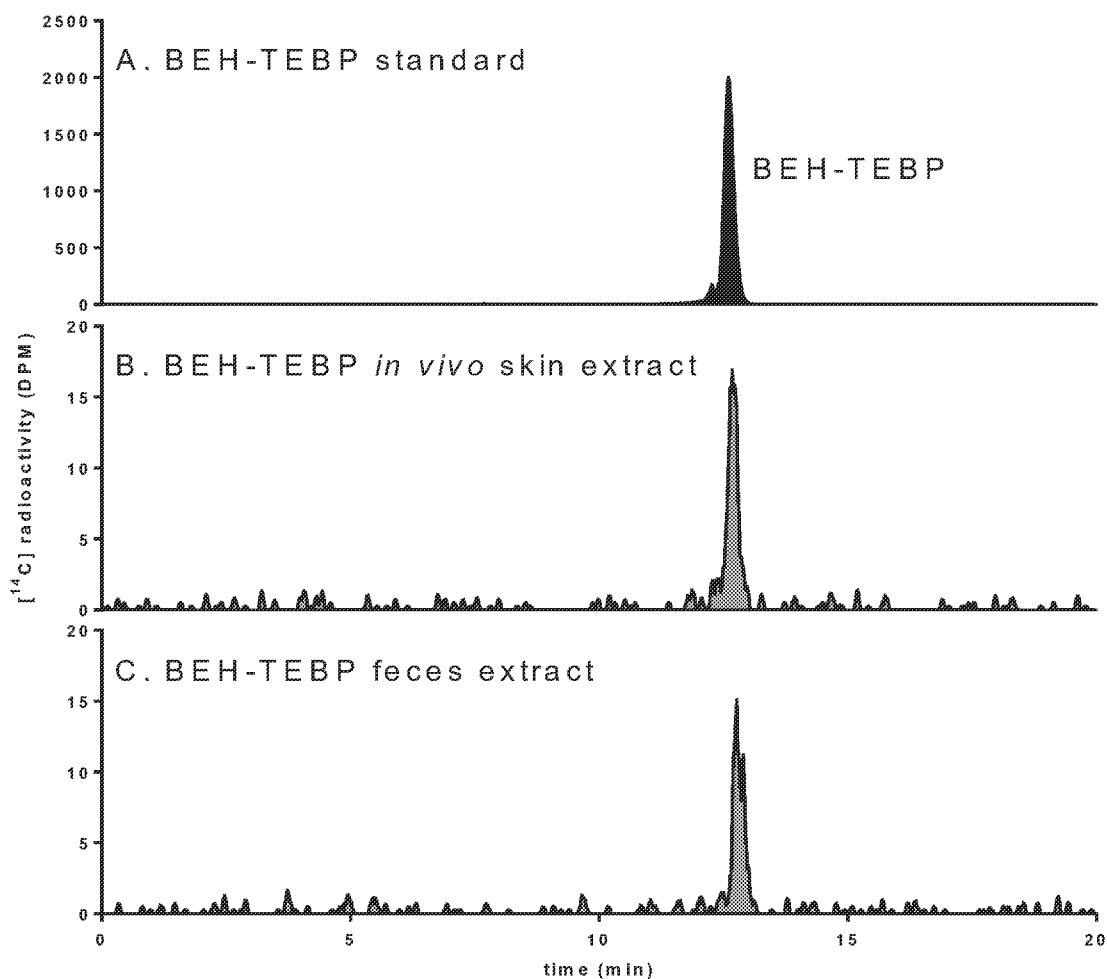 2500
A. BEH-TEBP standard
2000
1500
BEH-TEBP
1000
500
0
[14C] radioactivity (DPM)
20
B. BEH-TEBP in vivo skin extract
15
10
5
0
20
C. BEH-TEBP feces extract
15
10
5
0
0 5 10 15 20
time (min)